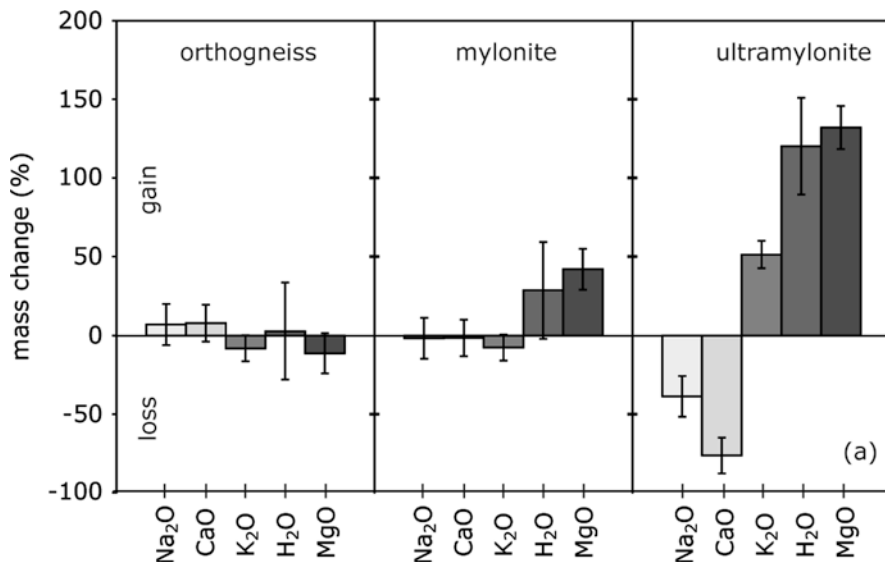 200
150
100
50
0
-50
-100
mass change (%)
gain
loss
orthogneiss
mylonite
ultramylonite
(a)
Na₂O
CaO
K₂O
H₂O
MgO
Na₂O
CaO
K₂O
H₂O
MgO
Na₂O
CaO
K₂O
H₂O
MgO